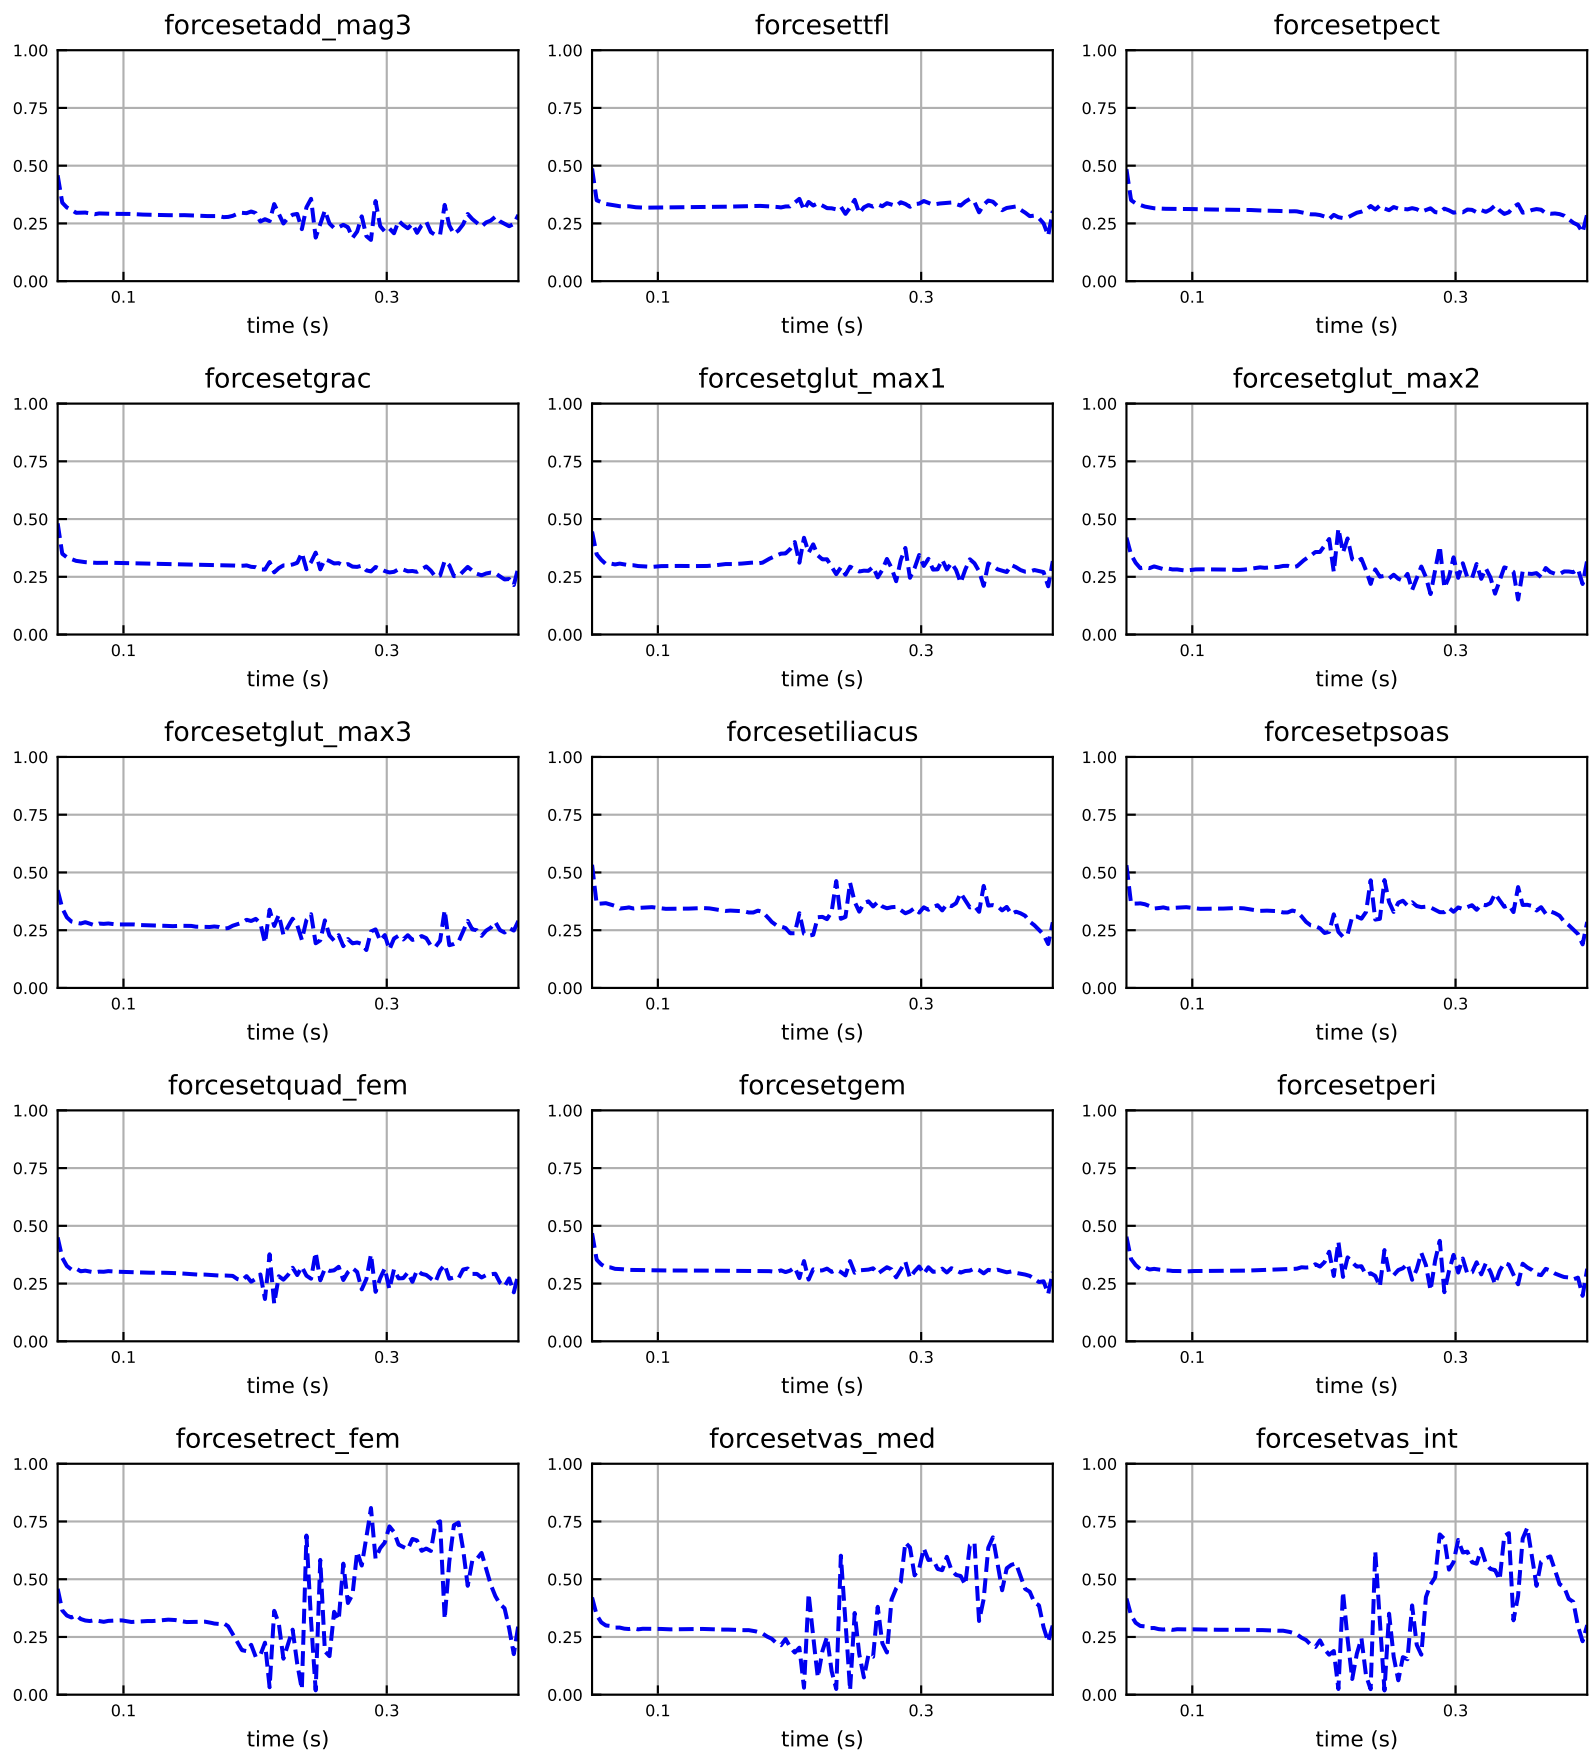 forcesetadd_mag3 forcesettfl forcesetpect
1.00 1.00 1.00
0.75 0.75 0.75
0.50 0.50 0.50
0.25 0.25 0.25
0.00 0.00 0.00
0.1 0.3 0.1 0.3 0.1 0.3
time (s) time (s) time (s)
forcesetgrac forcesetglut_max1 forcesetglut_max2
1.00 1.00 1.00
0.75 0.75 0.75
0.50 0.50 0.50
0.25 0.25 0.25
0.00 0.00 0.00
0.1 0.3 0.1 0.3 0.1 0.3
time (s) time (s) time (s)
forcesetglut_max3 forcesetiliacus forcesetpsoas
1.00 1.00 1.00
0.75 0.75 0.75
0.50 0.50 0.50
0.25 0.25 0.25
0.00 0.00 0.00
0.1 0.3 0.1 0.3 0.1 0.3
time (s) time (s) time (s)
forcesetquad_fem forcesetgem forcesetperi
1.00 1.00 1.00
0.75 0.75 0.75
0.50 0.50 0.50
0.25 0.25 0.25
0.00 0.00 0.00
0.1 0.3 0.1 0.3 0.1 0.3
time (s) time (s) time (s)
forcesetrect_fem forcesetvas_med forcesetvas_int
1.00 1.00 1.00
0.75 0.75 0.75
0.50 0.50 0.50
0.25 0.25 0.25
0.00 0.00 0.00
0.1 0.3 0.1 0.3 0.1 0.3
time (s) time (s) time (s)